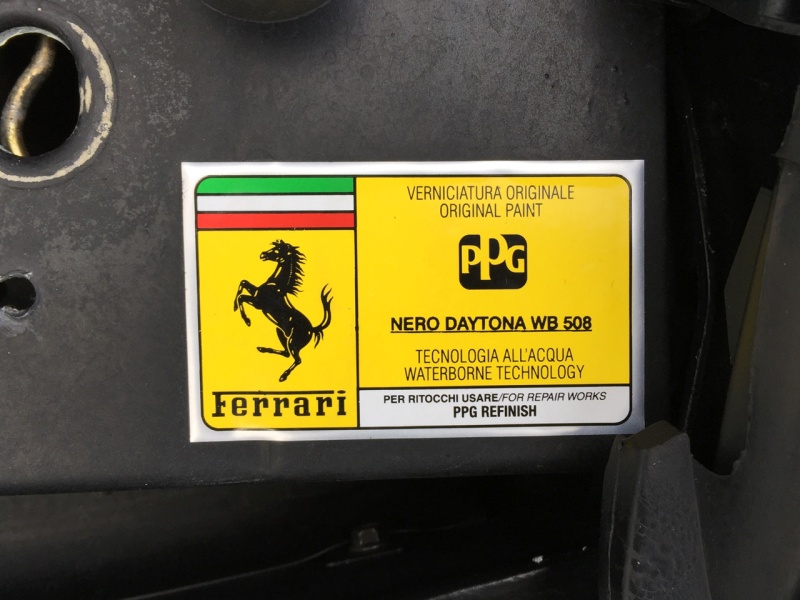 VERNICIATURA ORIGINALE
ORIGINAL PAINT
PPG
NERO DAYTONA WB 508
TECNOLOGIA ALL'ACQUA
WATERBORNE TECHNOLOGY
Ferrari
PER RITOCCHI USARE/FOR REPAIR WORKS
PPG REFINISH